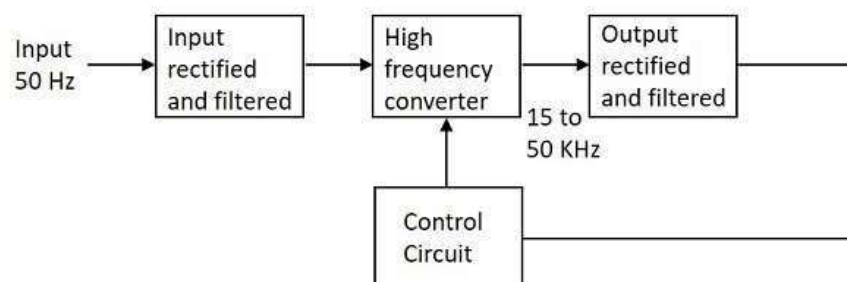 Input
50 Hz
Input
rectified
and filtered
High
frequency
converter
15 to
50 KHz
Output
rectified
and filtered
Control
Circuit